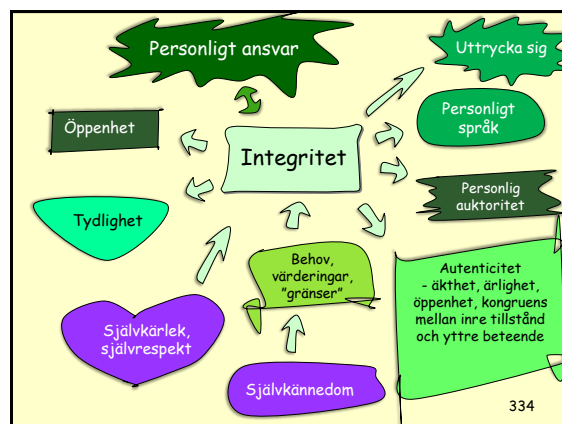 Personligt ansvar
Uttrycka sig
Öppenhet
Integritet
Personligt
språk
Personlig
auktoritet
Tydlighet
Behov,
värderingar,
"gränser"
Autenticitet
- äkthet, ärlighet,
öppenhet, kongruens
mellan inre tillstånd
och yttre beteende
Självkärlek,
självrespekt
Självkännedom
334